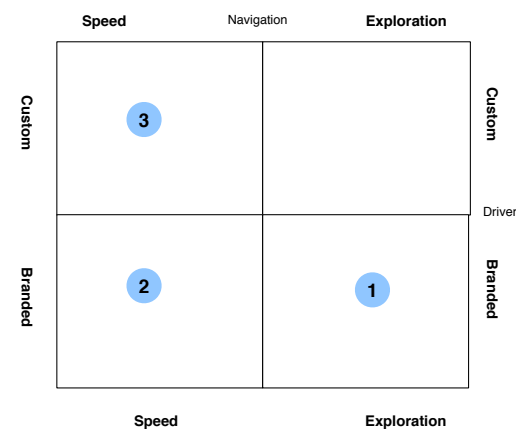 Speed Navigation Exploration
Custom
Custom
3
Driver
Branded
Branded
2
1
Speed Exploration